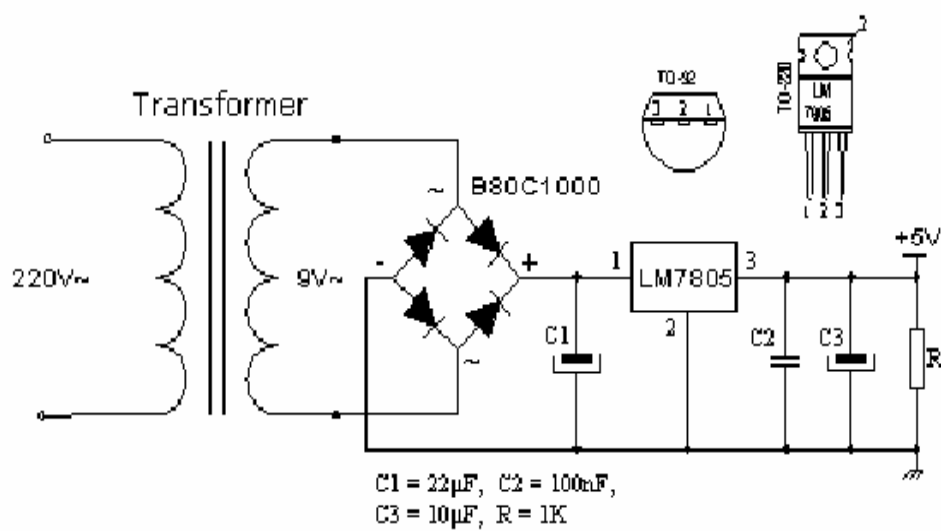 Transformer
220V~
9V~
~
B80C1000
-
+
~
TO-92
3 2 1
TO-220
2
LM
7805
1 2 3
+5V
1
LM7805
3
2
C1
C2
C3
R
C1 = 22µF, C2 = 100nF,
C3 = 10µF, R = 1K